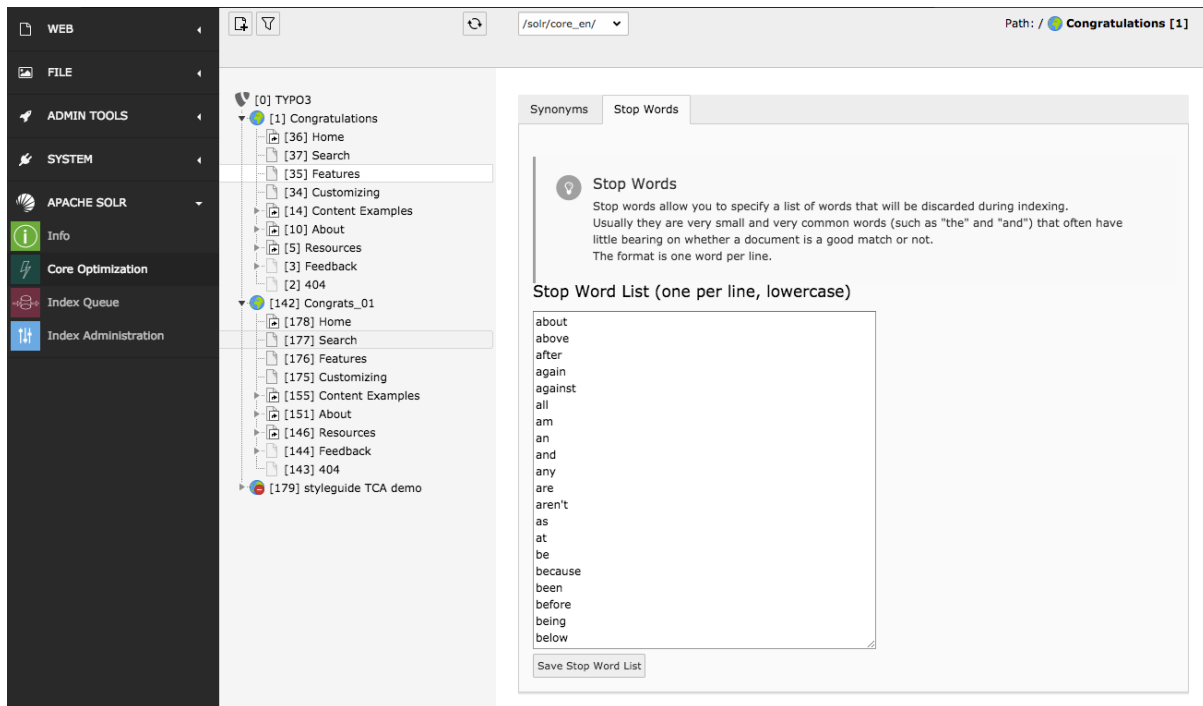 WEB
FILE
ADMIN TOOLS
SYSTEM
APACHE SOLR
Info
Core Optimization
Index Queue
Index Administration
[0] TYPO3
[1] Congratulations
[36] Home
[37] Search
[35] Features
[34] Customizing
[14] Content Examples
[10] About
[5] Resources
[3] Feedback
[2] 404
[142] Congrats_01
[178] Home
[177] Search
[176] Features
[175] Customizing
[155] Content Examples
[151] About
[146] Resources
[144] Feedback
[143] 404
[179] styleguide TCA demo
/solr/core_en/
Path: / Congratulations [1]
Synonyms Stop Words
Stop Words
Stop words allow you to specify a list of words that will be discarded during indexing.
Usually they are very small and very common words (such as "the" and "and") that often have
little bearing on whether a document is a good match or not.
The format is one word per line.
Stop Word List (one per line, lowercase)
about
above
after
again
against
all
am
an
and
any
are
aren't
as
at
be
because
been
before
being
below
Save Stop Word List